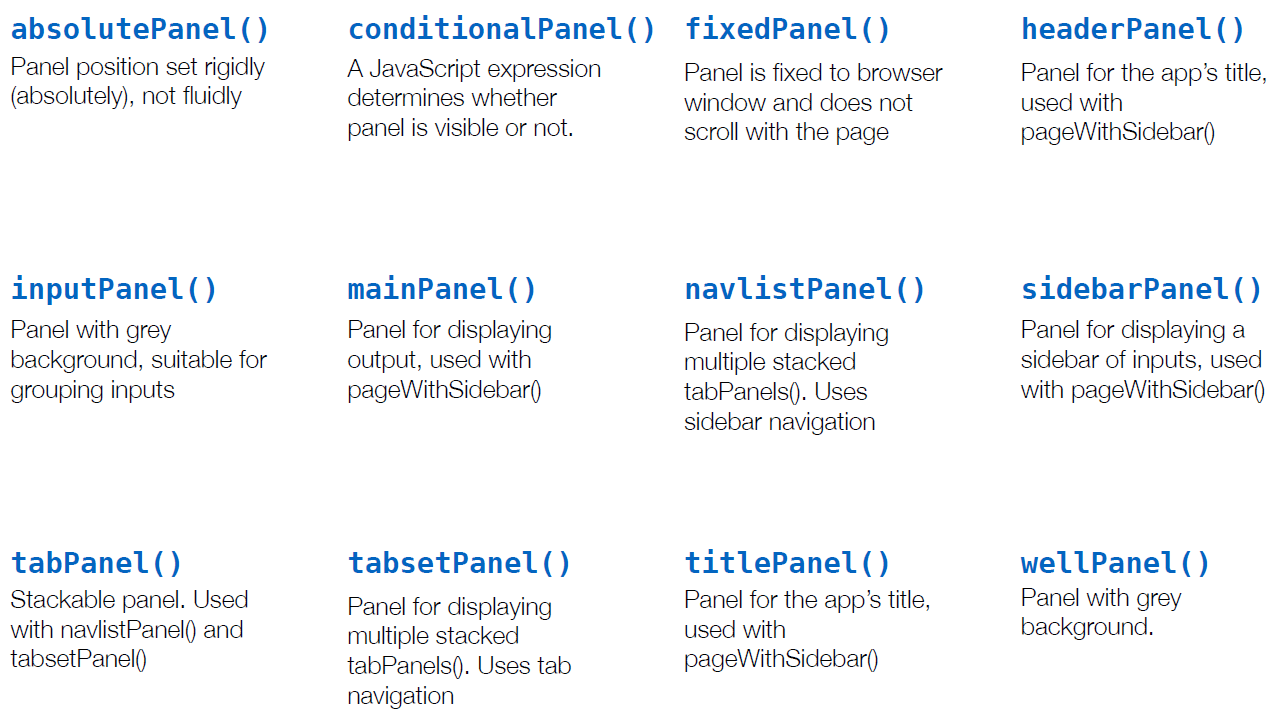 absolutePanel()
Panel position set rigidly
(absolutely), not fluidly
conditionalPanel()
A JavaScript expression
determines whether
panel is visible or not.
fixedPanel()
Panel is fixed to browser
window and does not
scroll with the page
headerPanel()
Panel for the app’s title,
used with
pageWithSidebar()
inputPanel()
Panel with grey
background, suitable for
grouping inputs
mainPanel()
Panel for displaying
output, used with
pageWithSidebar()
navlistPanel()
Panel for displaying
multiple stacked
tabPanels(). Uses
sidebar navigation
sidebarPanel()
Panel for displaying a
sidebar of inputs, used
with pageWithSidebar()
tabPanel()
Stackable panel. Used
with navlistPanel() and
tabsetPanel()
tabsetPanel()
Panel for displaying
multiple stacked
tabPanels(). Uses tab
navigation
titlePanel()
Panel for the app’s title,
used with
pageWithSidebar()
wellPanel()
Panel with grey
background.